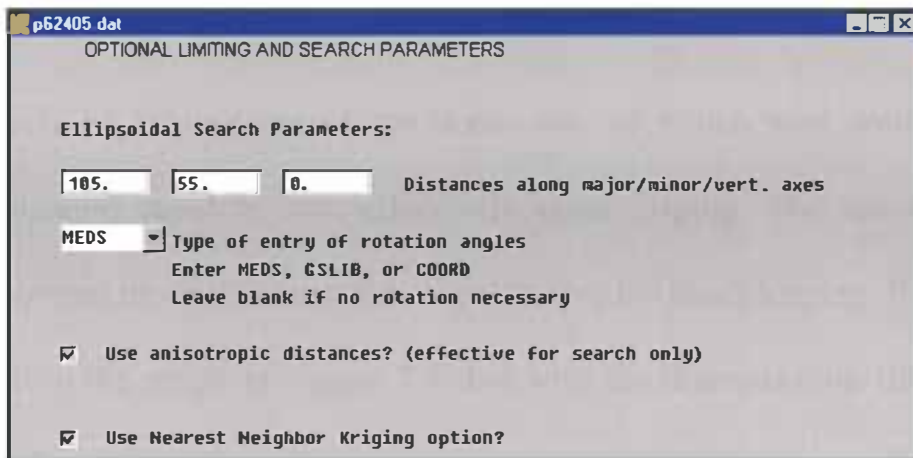 p62405 dat
OPTIONAL LIMITING AND SEARCH PARAMETERS
Ellipsoidal Search Parameters:
105. 55. 0. Distances along major/minor/vert. axes
MEDS Type of entry of rotation angles
Enter MEDS, GSLIB, or COORD
Leave blank if no rotation necessary
Use anisotropic distances? (effective for search only)
Use Nearest Neighbor Kriging option?